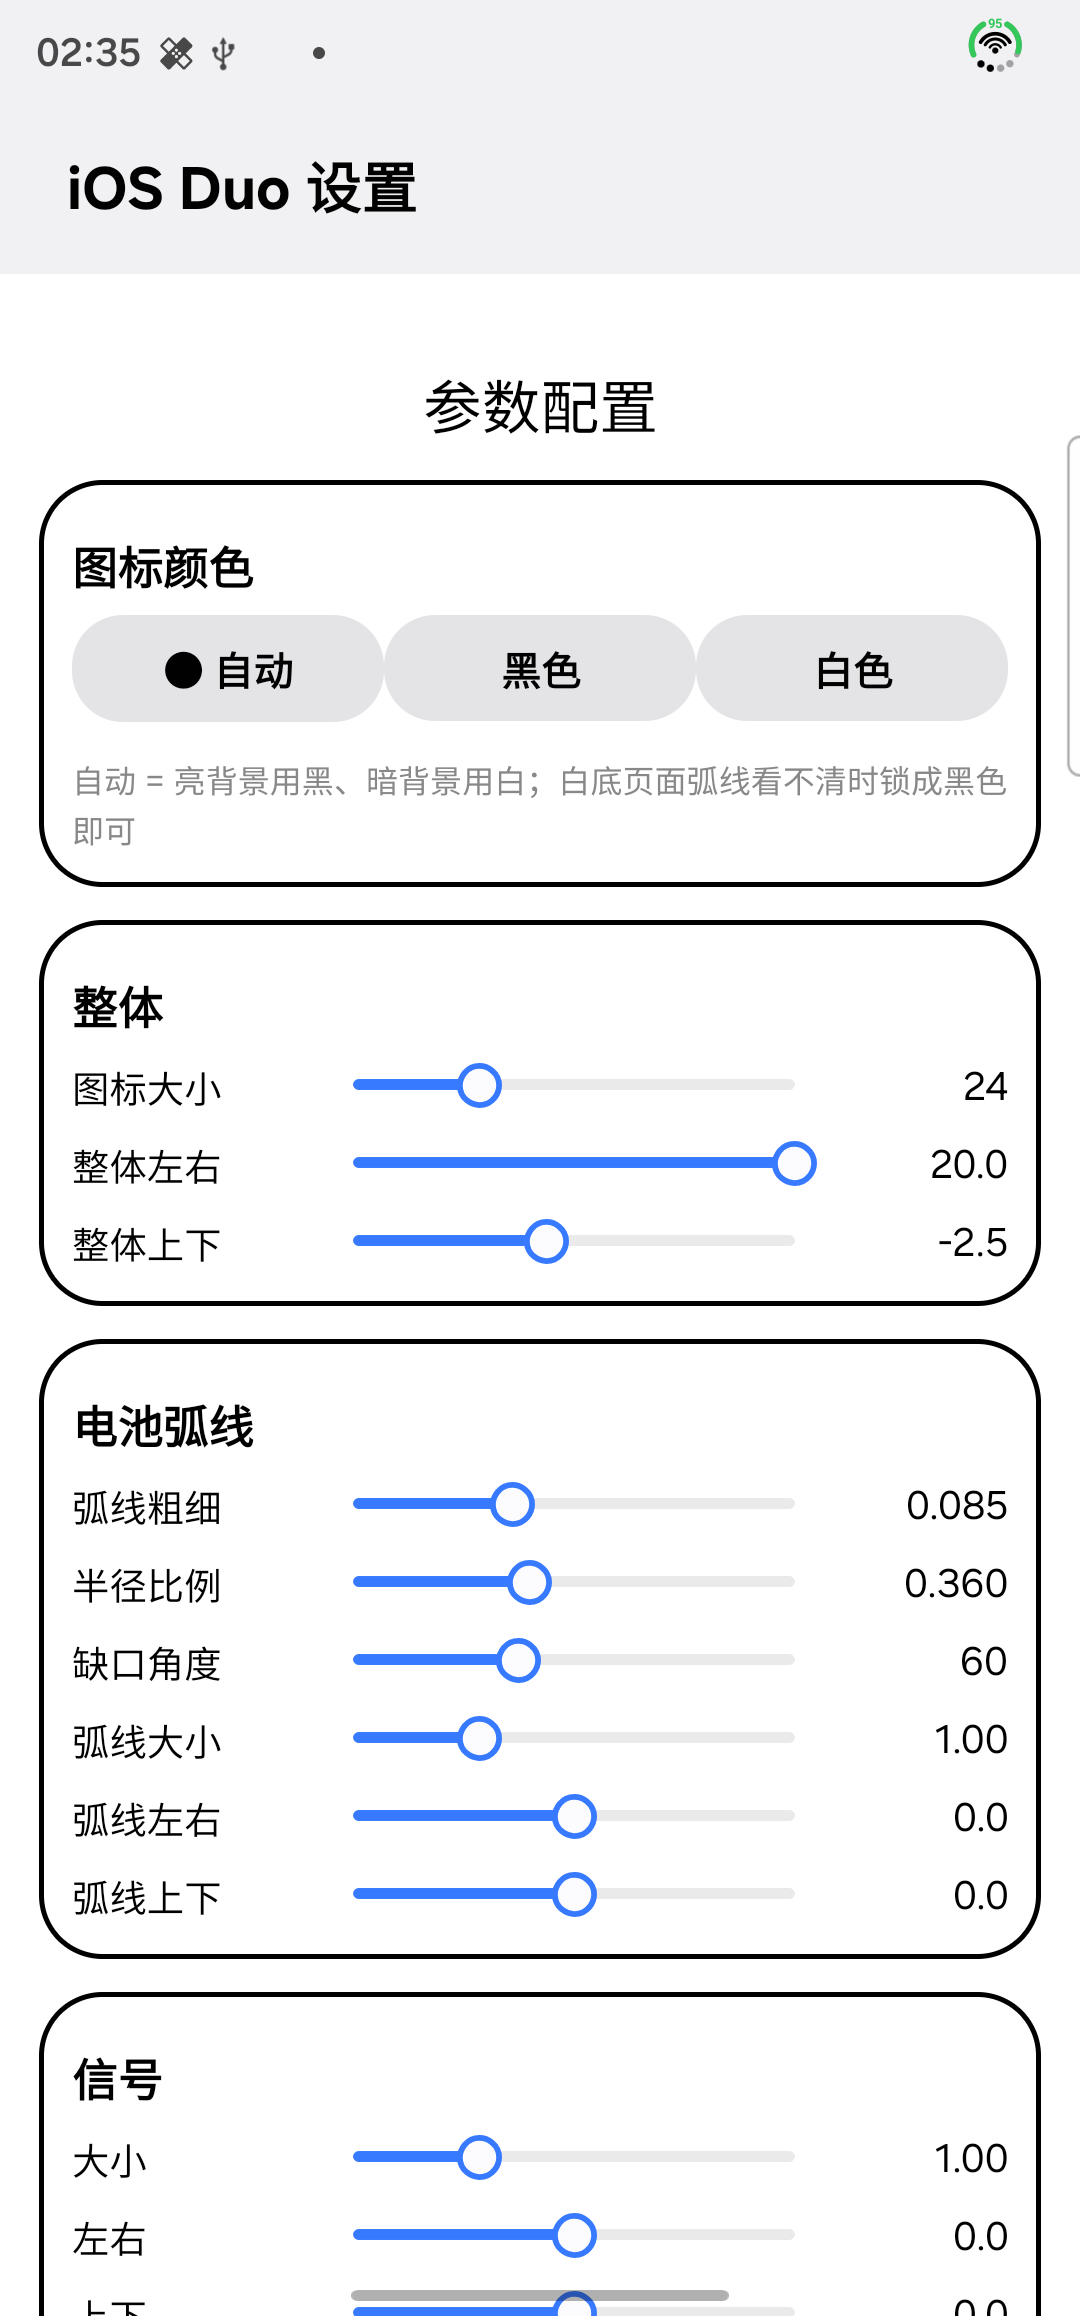 02:35
95
iOS Duo 设置
参数配置
图标颜色
● 自动 黑色 白色
自动 = 亮背景用黑、暗背景用白；白底页面弧线看不清时锁成黑色
即可
整体
图标大小 24
整体左右 20.0
整体上下 -2.5
电池弧线
弧线粗细 0.085
半径比例 0.360
缺口角度 60
弧线大小 1.00
弧线左右 0.0
弧线上下 0.0
信号
大小 1.00
左右 0.0
上下 0.0